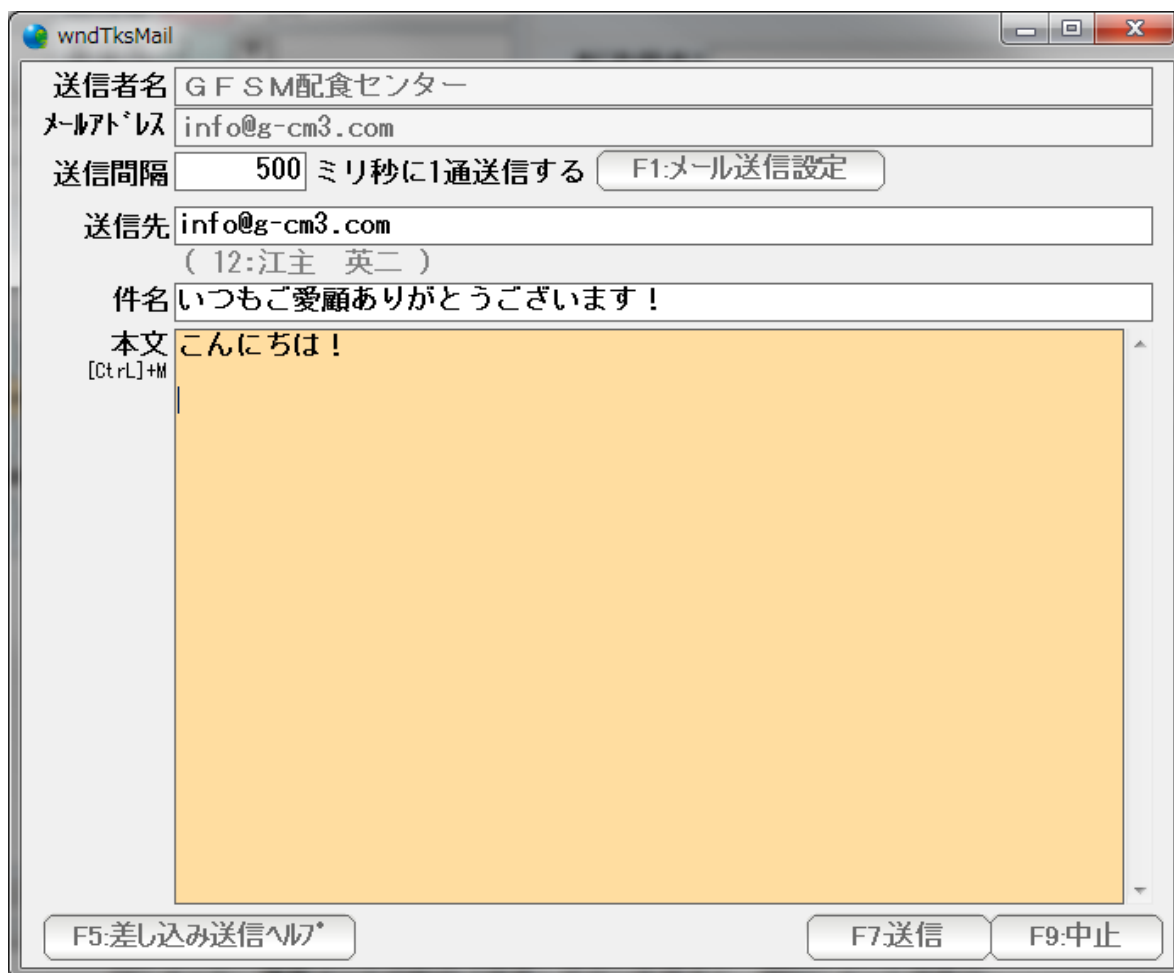 wndTksMail
送信者名 ＧＦＳＭ配食センター
ﾒｰﾙｱﾄﾞﾚｽ info@g-cm3.com
送信間隔 500 ミリ秒に1通送信する F1:メール送信設定
送信先 info@g-cm3.com
( 12:江主　英二 )
件名 いつもご愛顧ありがとうございます！
本文 こんにちは！
[CtrL]+M
F5:差し込み送信ﾍﾙﾌﾟ F7:送信 F9:中止